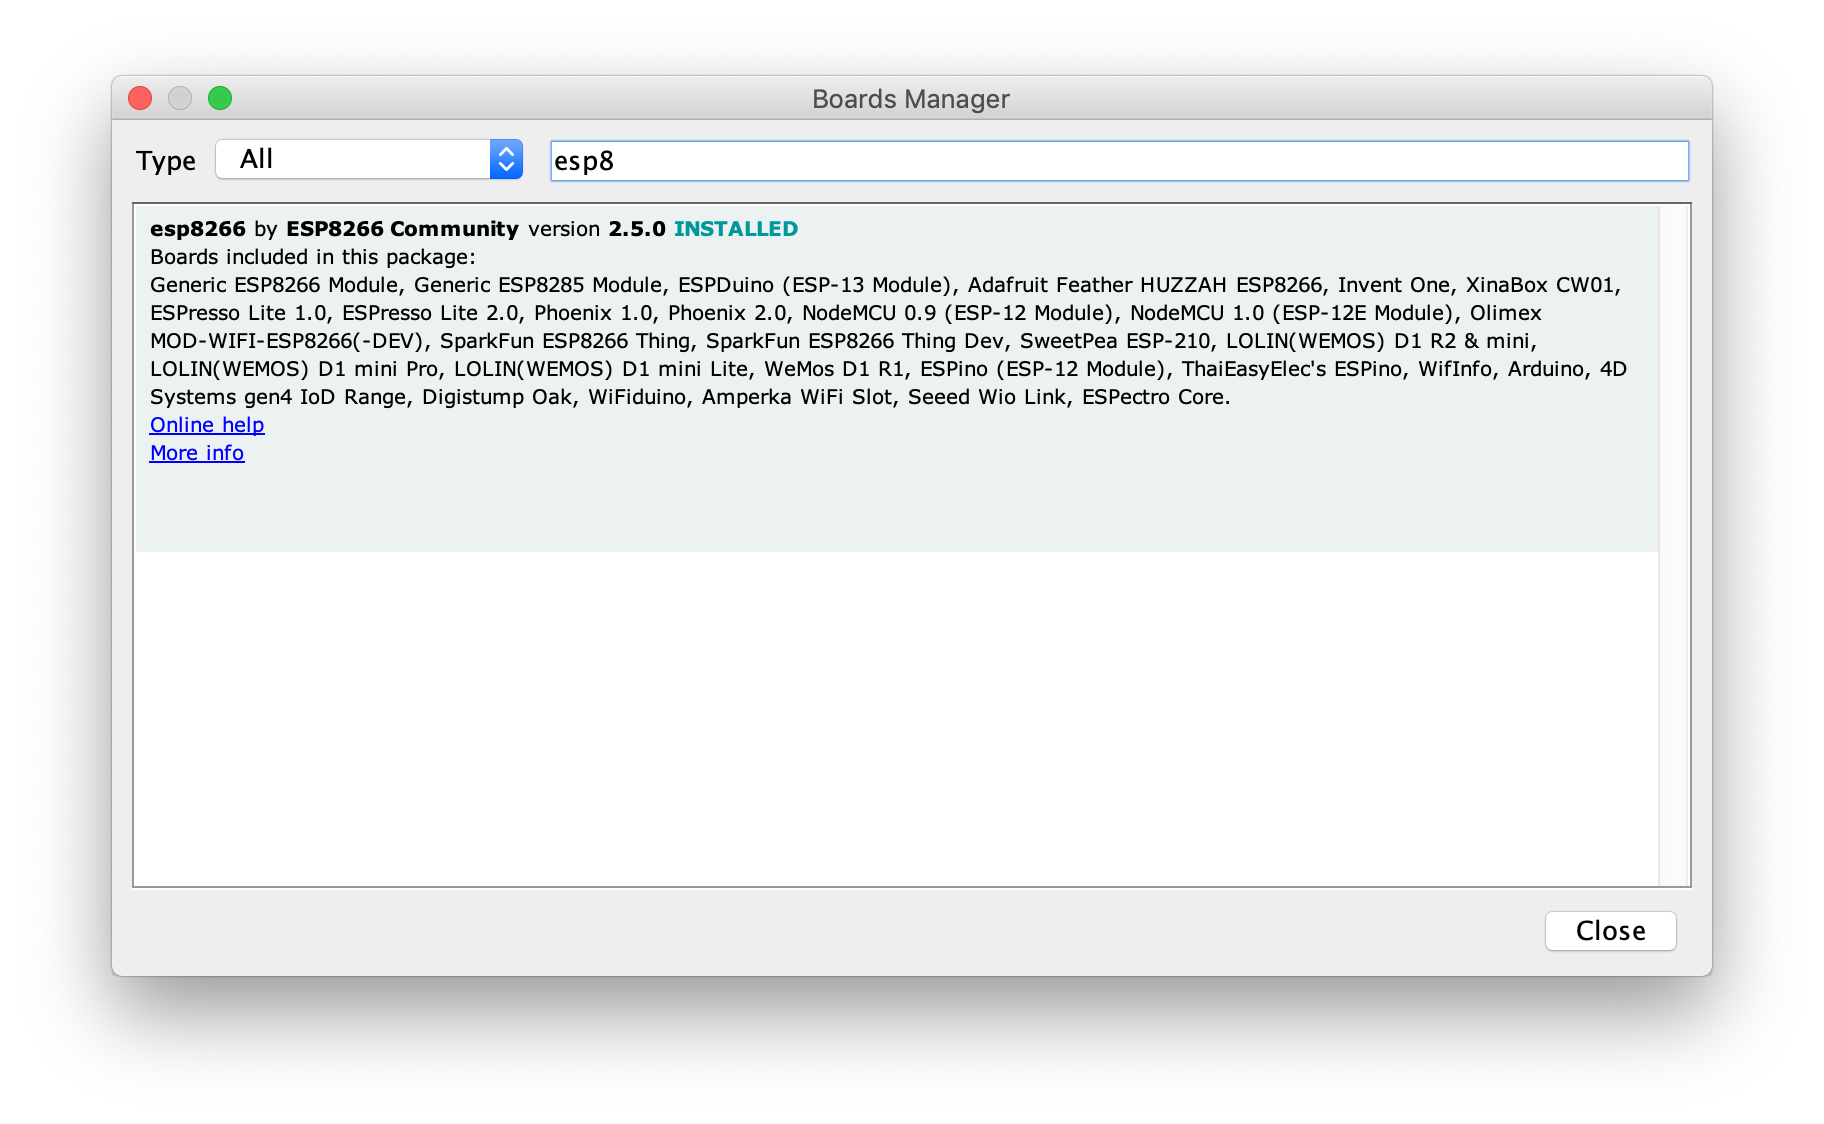 Boards Manager
Type All esp8
esp8266 by ESP8266 Community version 2.5.0 INSTALLED
Boards included in this package:
Generic ESP8266 Module, Generic ESP8285 Module, ESPDuino (ESP-13 Module), Adafruit Feather HUZZAH ESP8266, Invent One, XinaBox CW01,
ESPresso Lite 1.0, ESPresso Lite 2.0, Phoenix 1.0, Phoenix 2.0, NodeMCU 0.9 (ESP-12 Module), NodeMCU 1.0 (ESP-12E Module), Olimex
MOD-WIFI-ESP8266(-DEV), SparkFun ESP8266 Thing, SparkFun ESP8266 Thing Dev, SweetPea ESP-210, LOLIN(WEMOS) D1 R2 & mini,
LOLIN(WEMOS) D1 mini Pro, LOLIN(WEMOS) D1 mini Lite, WeMos D1 R1, ESPino (ESP-12 Module), ThaiEasyElec's ESPino, WifInfo, Arduino, 4D
Systems gen4 IoD Range, Digistump Oak, WiFiduino, Amperka WiFi Slot, Seeed Wio Link, ESPectro Core.
Online help
More info
Close